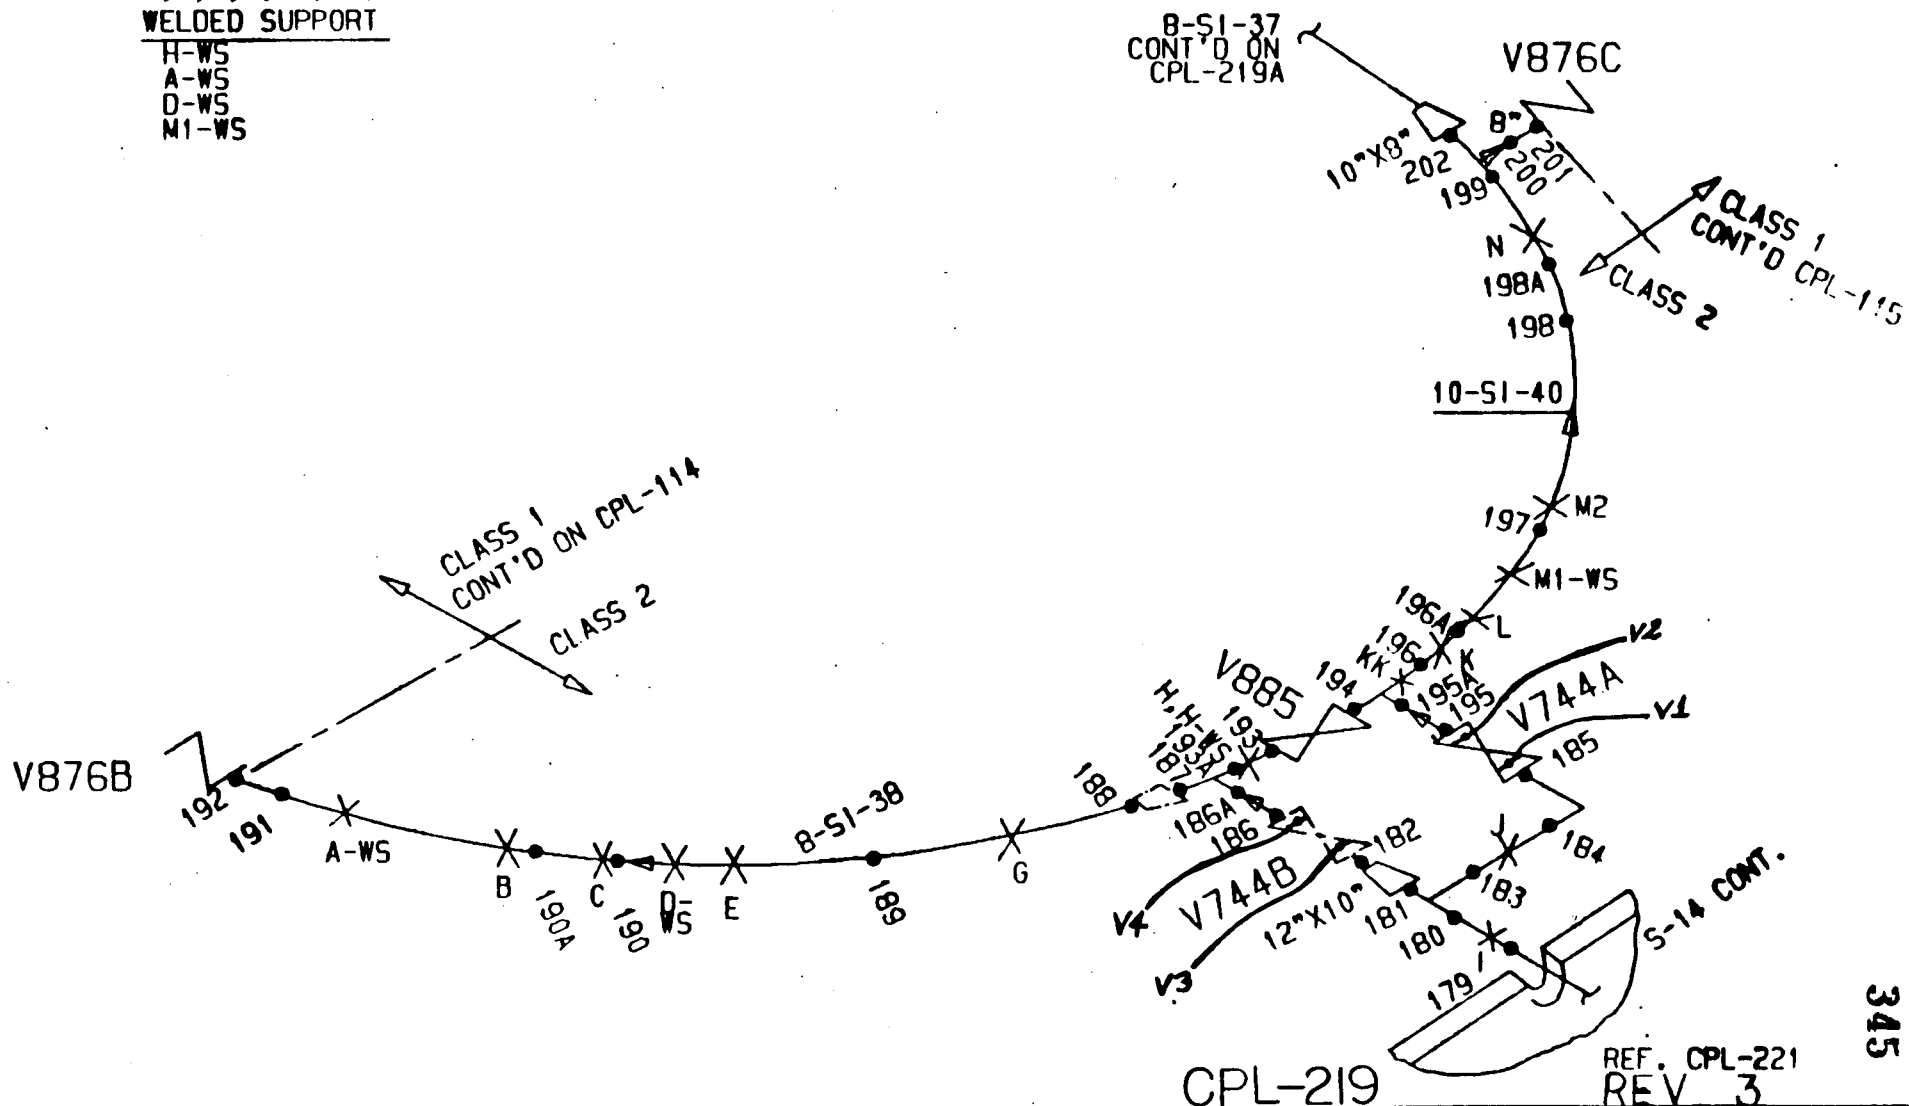 WELDED SUPPORT
H-WS
A-WS
D-WS
M1-WS
B-SI-37
CONT'D ON
CPL-219A
V876C
10"X8"
202
8"
201
200
199
N
198A
198
CLASS 1
CONT'D CPL-115
CLASS 2
10-SI-40
197
M2
M1-WS
196A
L
196
K
KK
195A
195
V2
V744A
V1
185
194
V885
193
H,H-WS
193A
187
188
186A
186
182
J
184
183
V4
V744B
V3
12"X10"
181
180
I
179
S-14 CONT.
CLASS 1
CONT'D ON CPL-114
CLASS 2
V876B
192
191
A-WS
B
190A
C
190
D-
WS
E
8-SI-38
189
G
345
CPL-219
REF. CPL-221
REV 3